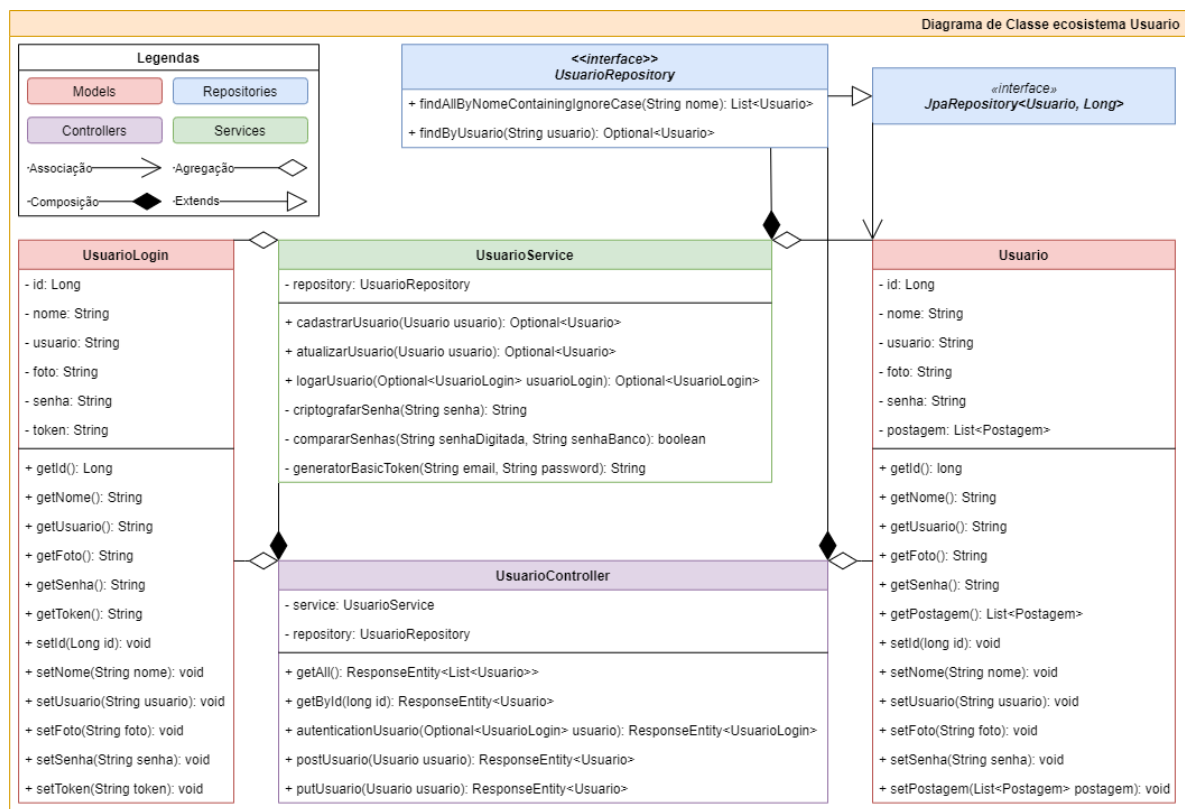 Diagrama de Classe ecosistema Usuario
Legendas
Models
Repositories
Controllers
Services
Associação
Agregação
Composição
Extends
<<interface>>
UsuarioRepository
+ findAllByNomeContainingIgnoreCase(String nome): List<Usuario>
+ findByUsuario(String usuario): Optional<Usuario>
«interface»
JpaRepository<Usuario, Long>
UsuarioLogin
- id: Long
- nome: String
- usuario: String
- foto: String
- senha: String
- token: String
+ getId(): Long
+ getNome(): String
+ getUsuario(): String
+ getFoto(): String
+ getSenha(): String
+ getToken(): String
+ setId(Long id): void
+ setNome(String nome): void
+ setUsuario(String usuario): void
+ setFoto(String foto): void
+ setSenha(String senha): void
+ setToken(String token): void
UsuarioService
- repository: UsuarioRepository
+ cadastrarUsuario(Usuario usuario): Optional<Usuario>
+ atualizarUsuario(Usuario usuario): Optional<Usuario>
+ logarUsuario(Optional<UsuarioLogin> usuarioLogin): Optional<UsuarioLogin>
- criptografarSenha(String senha): String
- compararSenhas(String senhaDigitada, String senhaBanco): boolean
- generatorBasicToken(String email, String password): String
UsuarioController
- service: UsuarioService
- repository: UsuarioRepository
+ getAll(): ResponseEntity<List<Usuario>>
+ getById(long id): ResponseEntity<Usuario>
+ autenticationUsuario(Optional<UsuarioLogin> usuario): ResponseEntity<UsuarioLogin>
+ postUsuario(Usuario usuario): ResponseEntity<Usuario>
+ putUsuario(Usuario usuario): ResponseEntity<Usuario>
Usuario
- id: Long
- nome: String
- usuario: String
- foto: String
- senha: String
- postagem: List<Postagem>
+ getId(): long
+ getNome(): String
+ getUsuario(): String
+ getFoto(): String
+ getSenha(): String
+ getPostagem(): List<Postagem>
+ setId(long id): void
+ setNome(String nome): void
+ setUsuario(String usuario): void
+ setFoto(String foto): void
+ setSenha(String senha): void
+ setPostagem(List<Postagem> postagem): void